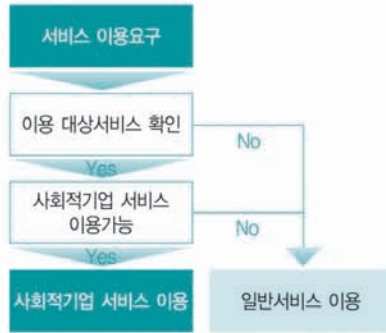 서비스 이용요구
이용 대상서비스 확인
No
Yes
사회적기업 서비스
이용가능
No
Yes
사회적기업 서비스 이용
일반서비스 이용